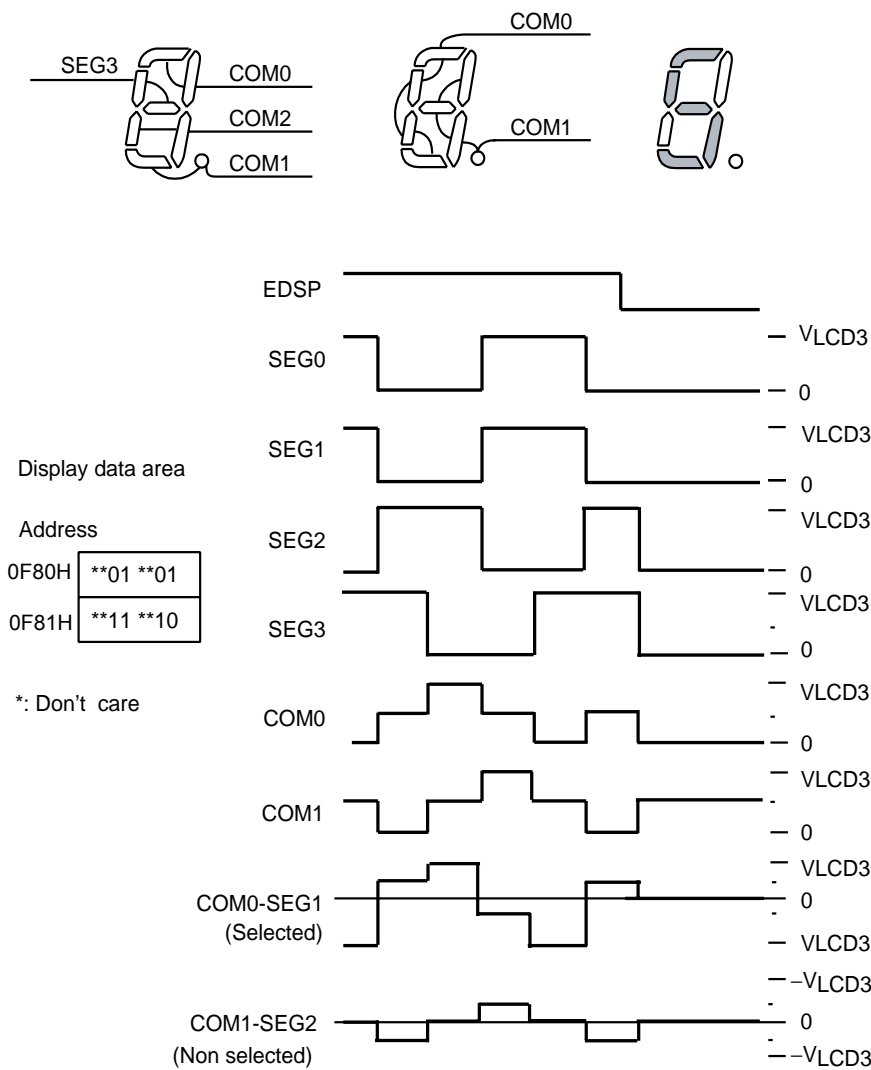 COM0
SEG3
COM0
COM2
COM1
COM1
EDSP
SEG0
VLCD3
0
SEG1
VLCD3
0
Display data area
Address
0F80H **01 **01
0F81H **11 **10
*: Don't care
SEG2
VLCD3
0
SEG3
VLCD3
0
COM0
VLCD3
0
COM1
VLCD3
0
COM0-SEG1
(Selected)
VLCD3
0
VLCD3
COM1-SEG2
(Non selected)
–VLCD3
0
–VLCD3